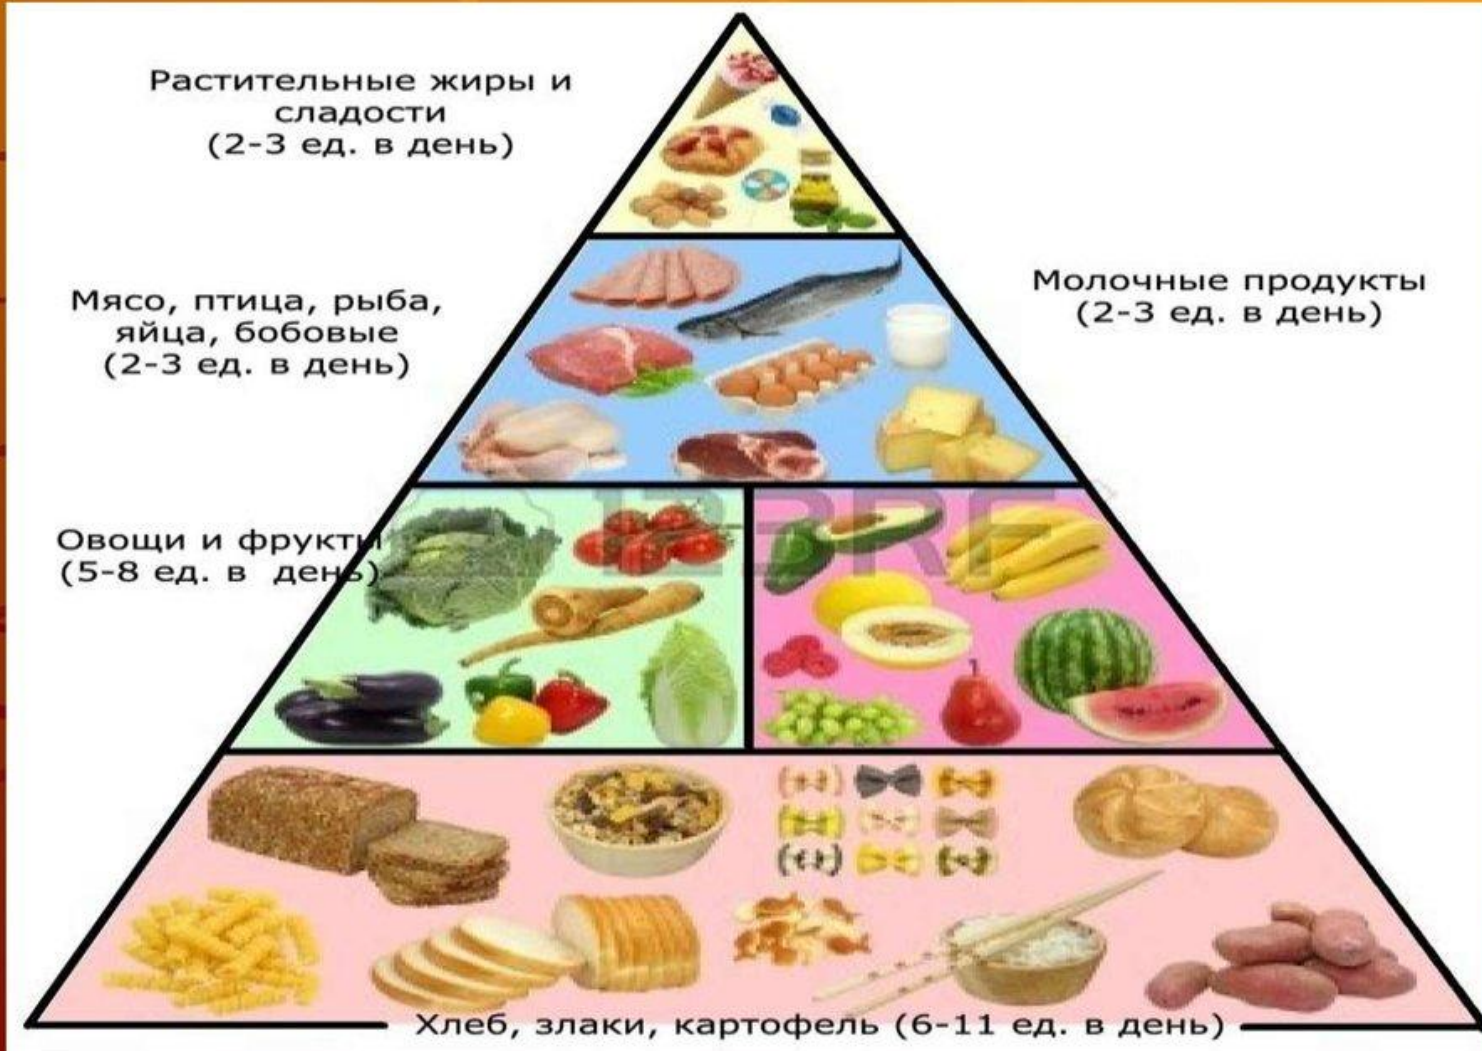 Растительные жиры и
сладости
(2-3 ед. в день)
Мясо, птица, рыба,
яйца, бобовые
(2-3 ед. в день)
Молочные продукты
(2-3 ед. в день)
Овощи и фрукты
(5-8 ед. в день)
123RF
Хлеб, злаки, картофель (6-11 ед. в день)